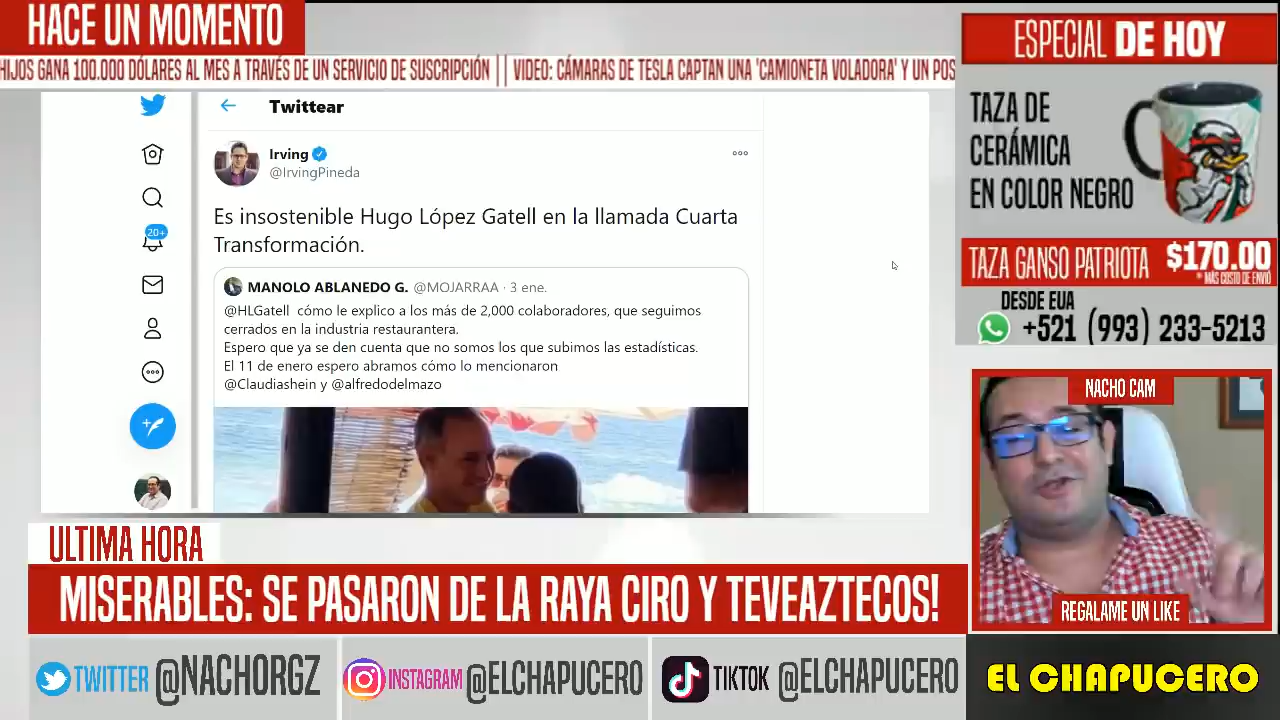 HACE UN MOMENTO
HIJOS GANA 100.000 DÓLARES AL MES A TRAVÉS DE UN SERVICIO DE SUSCRIPCIÓN || VIDEO: CÁMARAS DE TESLA CAPTAN UNA 'CAMIONETA VOLADORA' Y UN POS
Twittear
Irving
@IrvingPineda
Es insostenible Hugo López Gatell en la llamada Cuarta
Transformación.
20+
MANOLO ABLANEDO G. @MOJARRAA · 3 ene.
@HLGatell cómo le explico a los más de 2,000 colaboradores, que seguimos
cerrados en la industria restaurantera.
Espero que ya se den cuenta que no somos los que subimos las estadísticas.
El 11 de enero espero abramos cómo lo mencionaron
@Claudiashein y @alfredodelmazo
ESPECIAL DE HOY
TAZA DE
CERÁMICA
EN COLOR NEGRO
TAZA GANSO PATRIOTA $170.00
* MÁS COSTO DE ENVIÓ
DESDE EUA
+521 (993) 233-5213
NACHO CAM
REGALAME UN LIKE
ULTIMA HORA
MISERABLES: SE PASARON DE LA RAYA CIRO Y TEVEAZTECOS!
TWITTER @NACHORGZ
INSTAGRAM @ELCHAPUCERO
TIKTOK @ELCHAPUCERO
EL CHAPUCERO